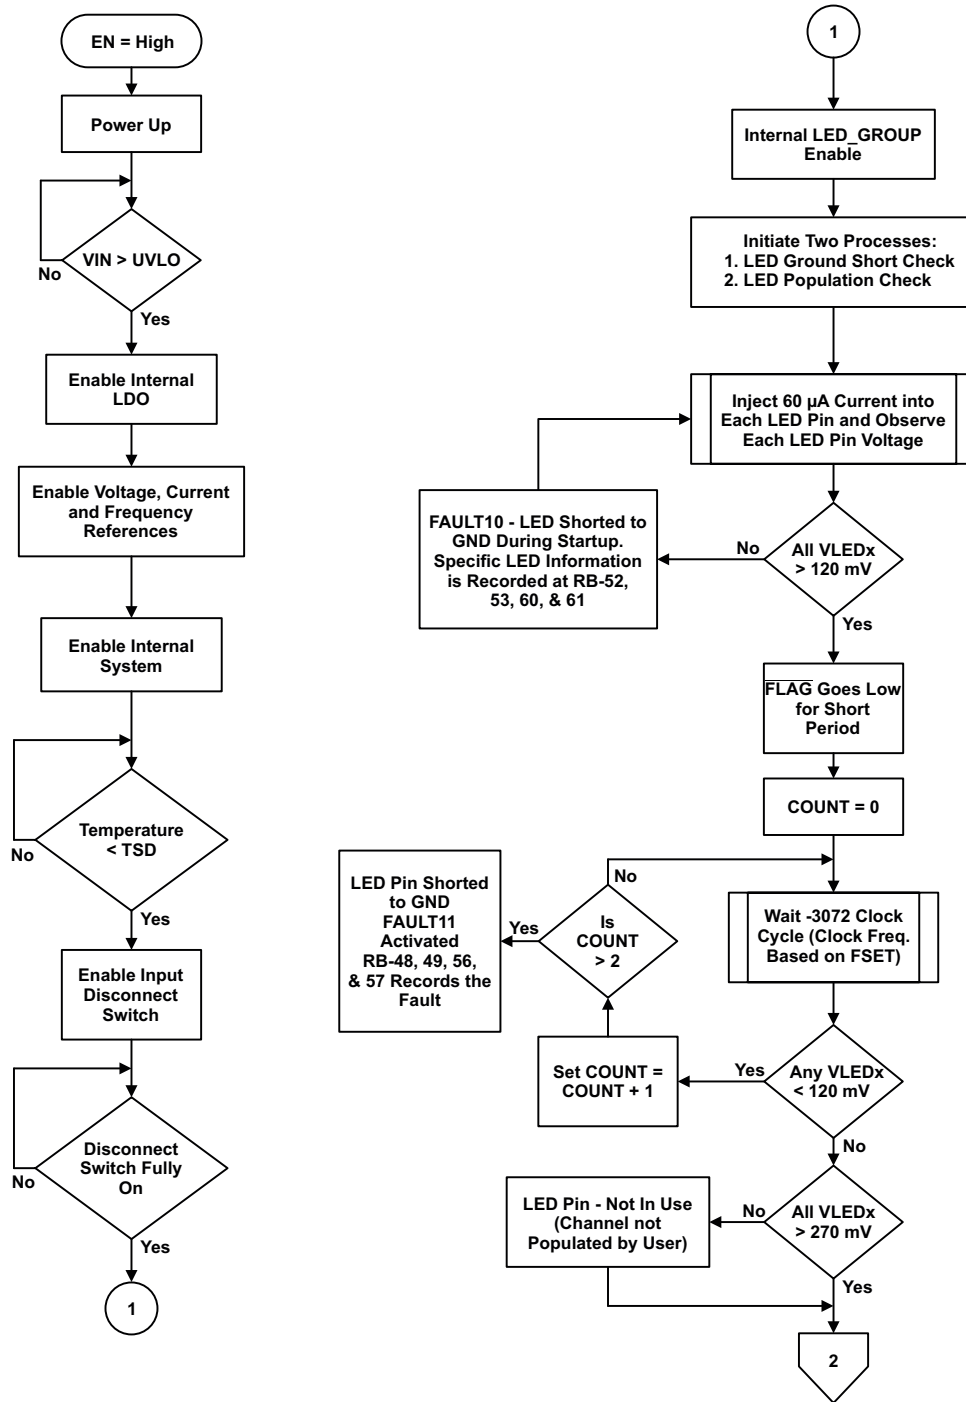 EN = High
Power Up
VIN > UVLO
No
Yes
Enable Internal
LDO
Enable Voltage, Current
and Frequency
References
Enable Internal
System
Temperature
< TSD
No
Yes
Enable Input
Disconnect
Switch
Disconnect
Switch Fully
On
No
Yes
1
1
Internal LED_GROUP
Enable
Initiate Two Processes:
1. LED Ground Short Check
2. LED Population Check
Inject 60 µA Current into
Each LED Pin and Observe
Each LED Pin Voltage
FAULT10 - LED Shorted to
GND During Startup.
Specific LED Information
is Recorded at RB-52,
53, 60, & 61
No
All VLEDx
> 120 mV
Yes
FLAG Goes Low
for Short
Period
COUNT = 0
No
LED Pin Shorted
to GND
FAULT11
Activated
RB-48, 49, 56,
& 57 Records the
Fault
Yes
Is
COUNT
> 2
Wait -3072 Clock
Cycle (Clock Freq.
Based on FSET)
Set COUNT =
COUNT + 1
Yes
Any VLEDx
< 120 mV
No
LED Pin - Not In Use
(Channel not
Populated by User)
No
All VLEDx
> 270 mV
Yes
2